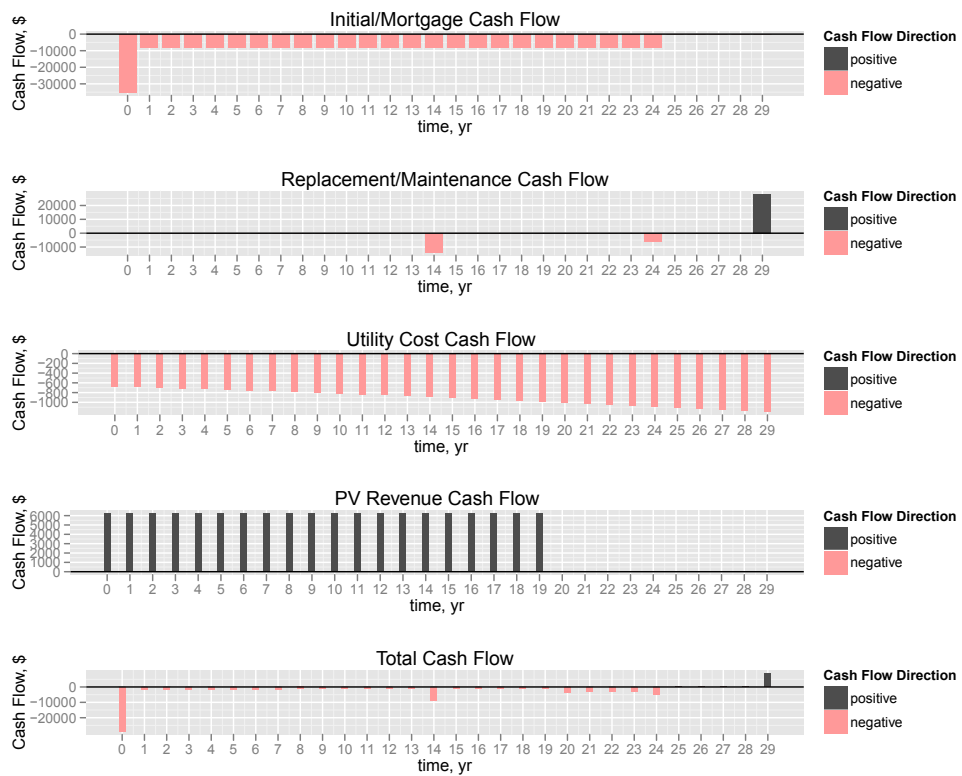 Initial/Mortgage Cash Flow
Cash Flow, $
0
−10000
−20000
−30000
0 1 2 3 4 5 6 7 8 9 10 11 12 13 14 15 16 17 18 19 20 21 22 23 24 25 26 27 28 29
time, yr
Cash Flow Direction
positive
negative
Replacement/Maintenance Cash Flow
Cash Flow, $
20000
10000
0
−10000
0 1 2 3 4 5 6 7 8 9 10 11 12 13 14 15 16 17 18 19 20 21 22 23 24 25 26 27 28 29
time, yr
Cash Flow Direction
positive
negative
Utility Cost Cash Flow
Cash Flow, $
0
−200
−400
−600
−800
−1000
0 1 2 3 4 5 6 7 8 9 10 11 12 13 14 15 16 17 18 19 20 21 22 23 24 25 26 27 28 29
time, yr
Cash Flow Direction
positive
negative
PV Revenue Cash Flow
Cash Flow, $
6000
5000
4000
3000
2000
1000
0
0 1 2 3 4 5 6 7 8 9 10 11 12 13 14 15 16 17 18 19 20 21 22 23 24 25 26 27 28 29
time, yr
Cash Flow Direction
positive
negative
Total Cash Flow
Cash Flow, $
0
−10000
−20000
0 1 2 3 4 5 6 7 8 9 10 11 12 13 14 15 16 17 18 19 20 21 22 23 24 25 26 27 28 29
time, yr
Cash Flow Direction
positive
negative